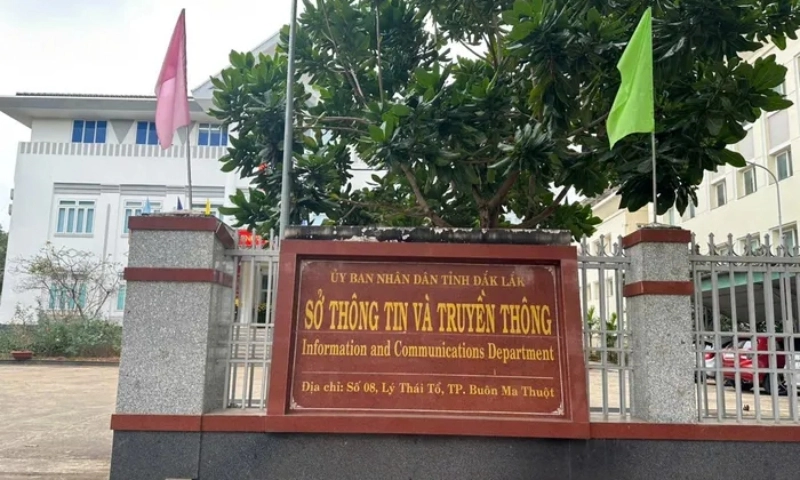 ỦY BAN NHÂN DÂN TỈNH ĐẮK LẮK
SỞ THÔNG TIN VÀ TRUYỀN THÔNG
Information and Communications Department
Địa chỉ: Số 08, Lý Thái Tổ, TP. Buôn Ma Thuột